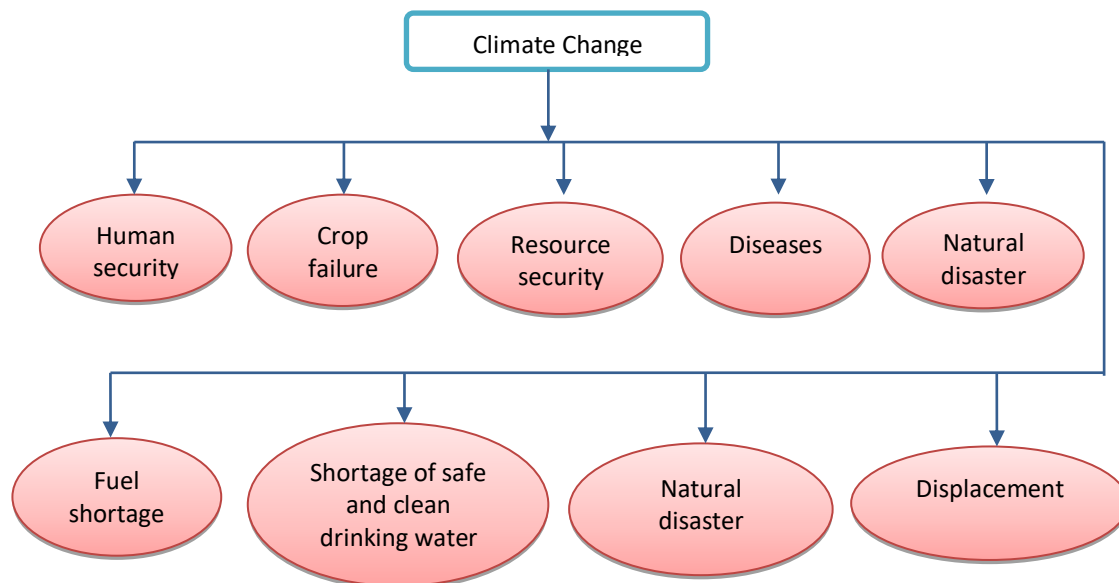 Climate Change
Human
security
Crop
failure
Resource
security
Diseases
Natural
disaster
Fuel
shortage
Shortage of safe
and clean
drinking water
Natural
disaster
Displacement